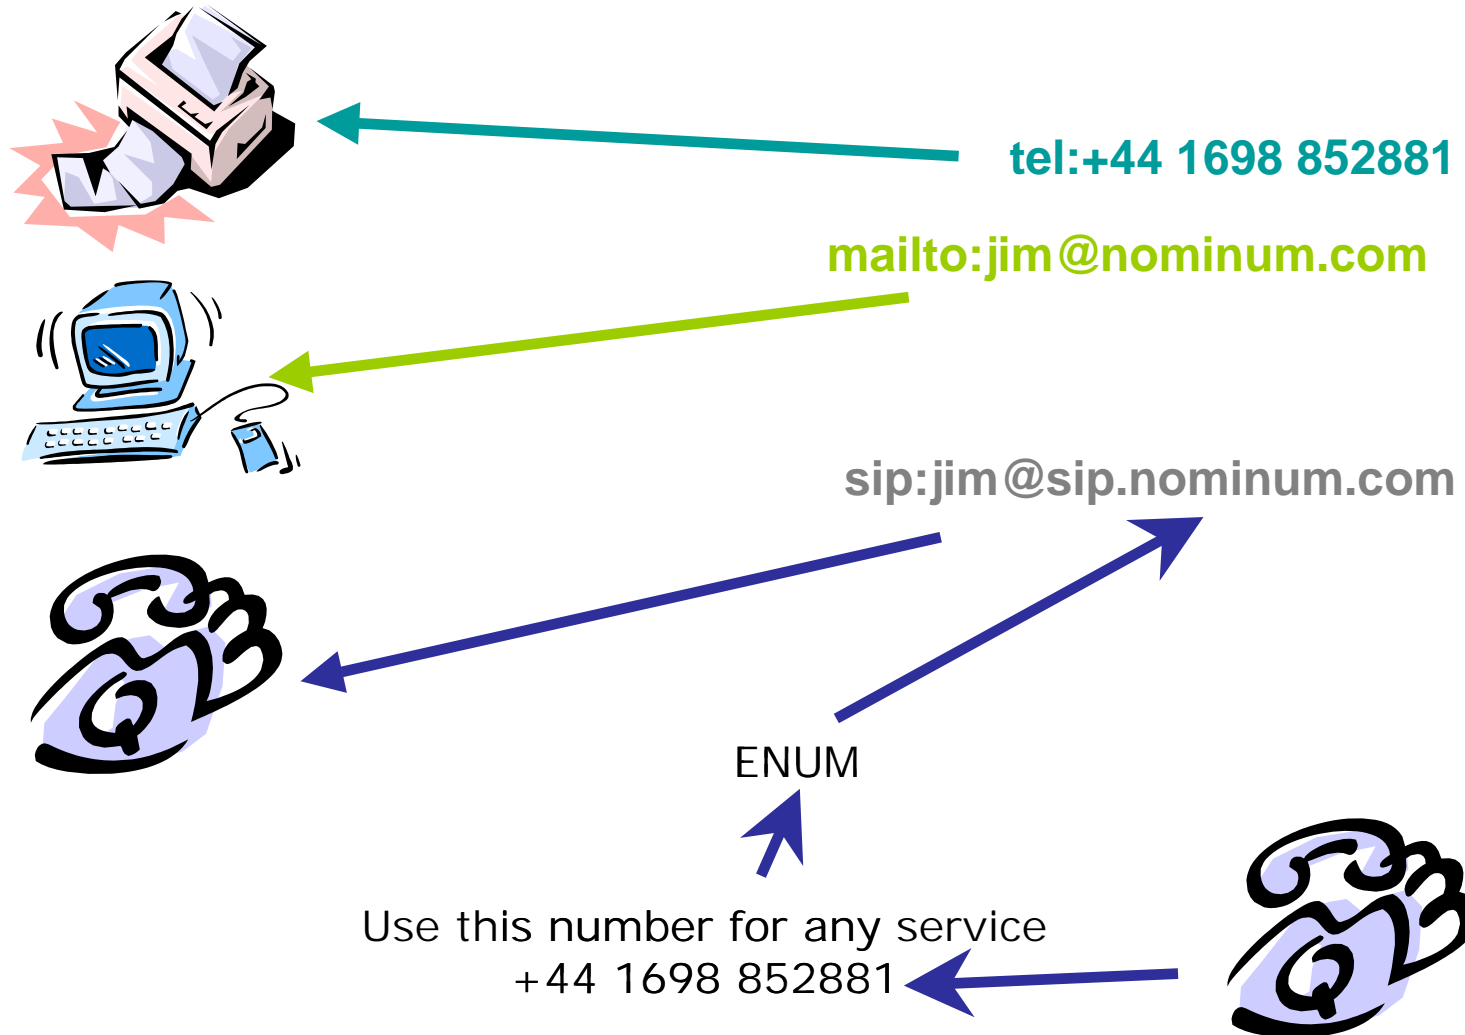 tel:+44 1698 852881
mailto:jim@nominum.com
sip:jim@sip.nominum.com
ENUM
Use this number for any service
+44 1698 852881